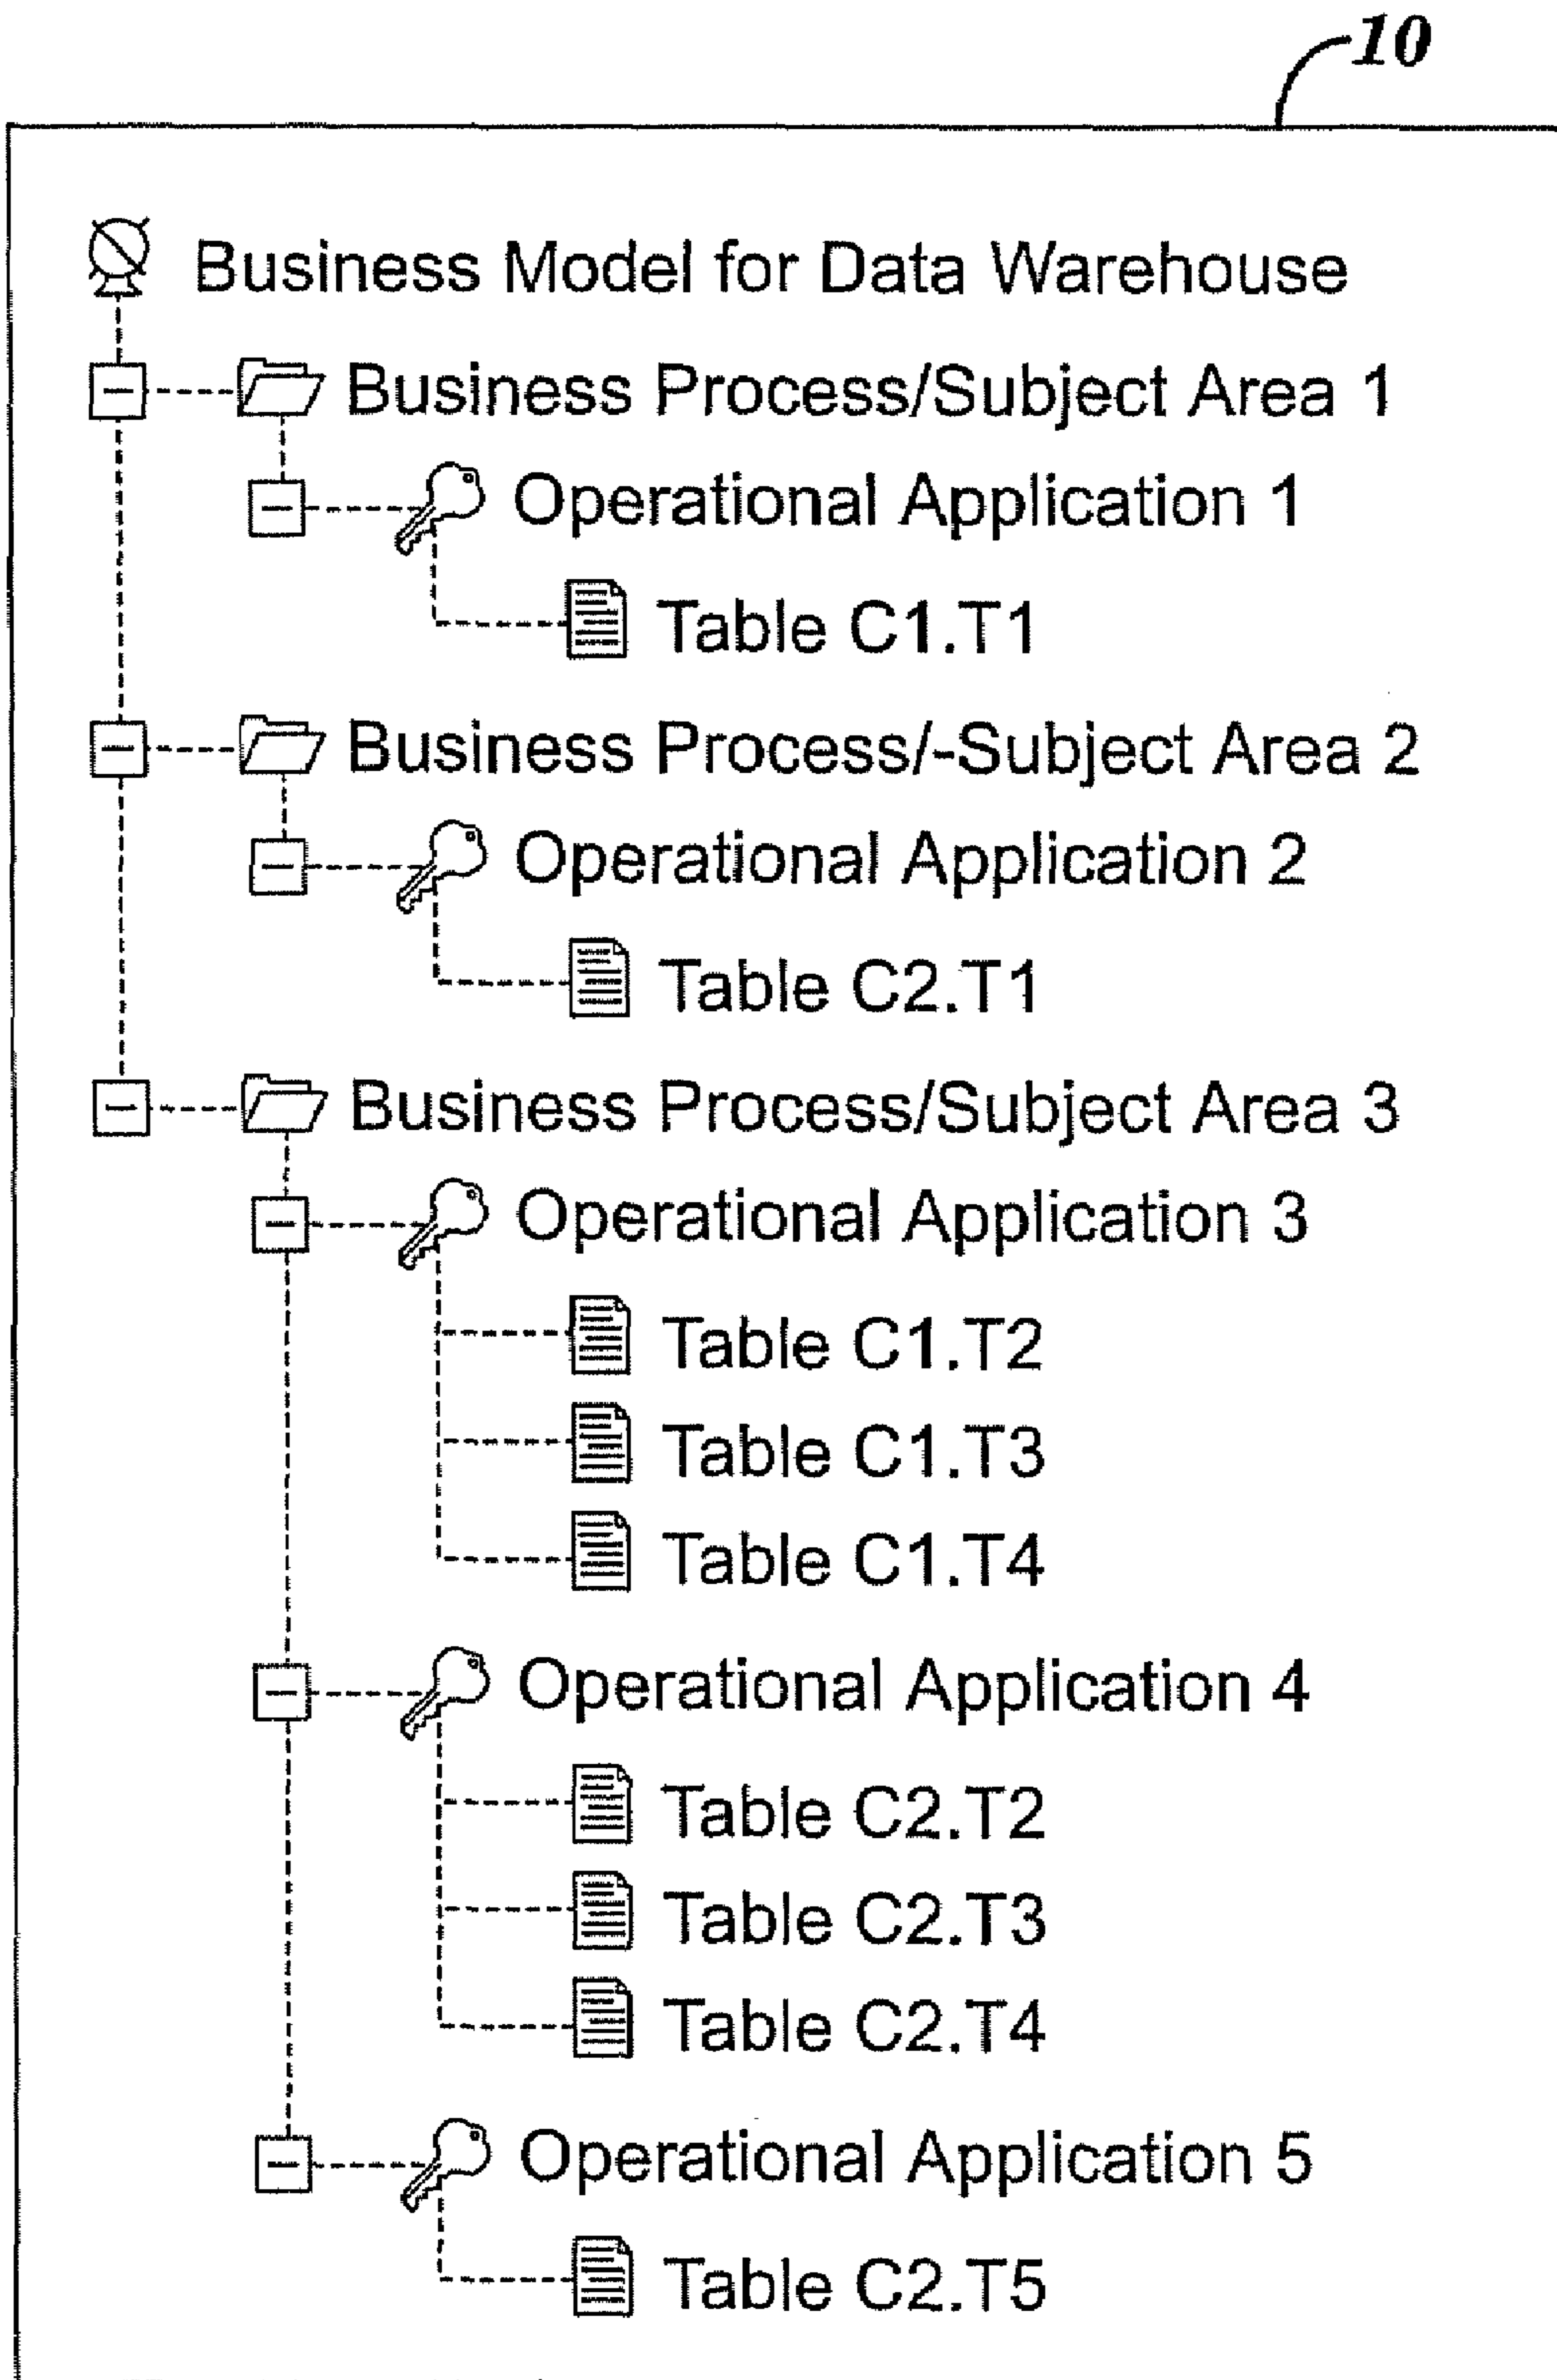 10
Business Model for Data Warehouse
Business Process/Subject Area 1
Operational Application 1
Table C1.T1
Business Process/-Subject Area 2
Operational Application 2
Table C2.T1
Business Process/Subject Area 3
Operational Application 3
Table C1.T2
Table C1.T3
Table C1.T4
Operational Application 4
Table C2.T2
Table C2.T3
Table C2.T4
Operational Application 5
Table C2.T5